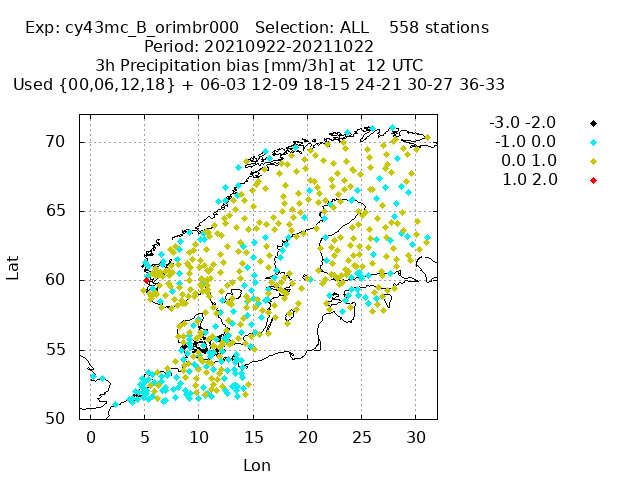 Exp: cy43mc_B_orimbr000   Selection: ALL    558 stations
Period: 20210922-20211022
3h Precipitation bias [mm/3h] at  12 UTC
Used {00,06,12,18} + 06-03 12-09 18-15 24-21 30-27 36-33
-3.0 -2.0
-1.0 0.0
0.0 1.0
1.0 2.0
70
65
60
55
50
Lat
0 5 10 15 20 25 30
Lon